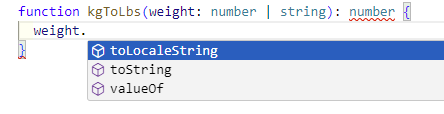 function kgToLbs(weight: number | string): number {
weight.
toLocaleString
toString
valueOf
}